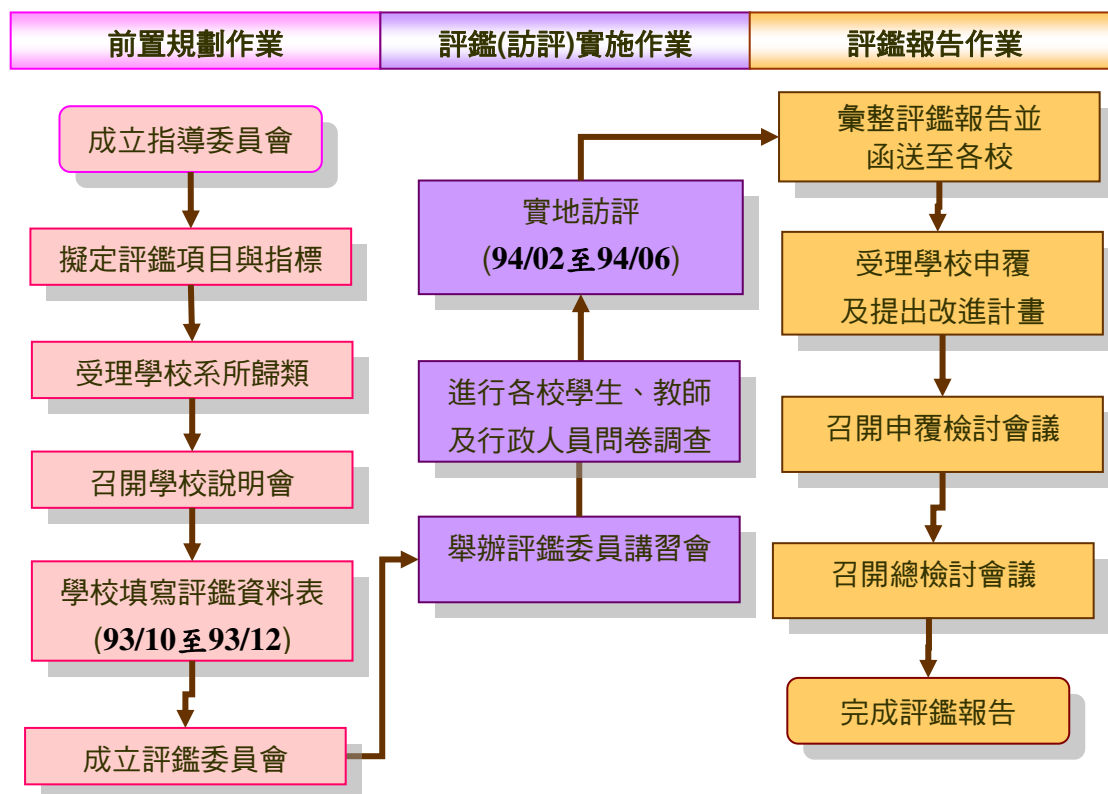 前置規劃作業
評鑑(訪評)實施作業
評鑑報告作業
成立指導委員會
擬定評鑑項目與指標
受理學校系所歸類
召開學校說明會
學校填寫評鑑資料表
(93/10至93/12)
成立評鑑委員會
舉辦評鑑委員講習會
進行各校學生、教師
及行政人員問卷調查
實地訪評
(94/02至94/06)
彙整評鑑報告並
函送至各校
受理學校申覆
及提出改進計畫
召開申覆檢討會議
召開總檢討會議
完成評鑑報告